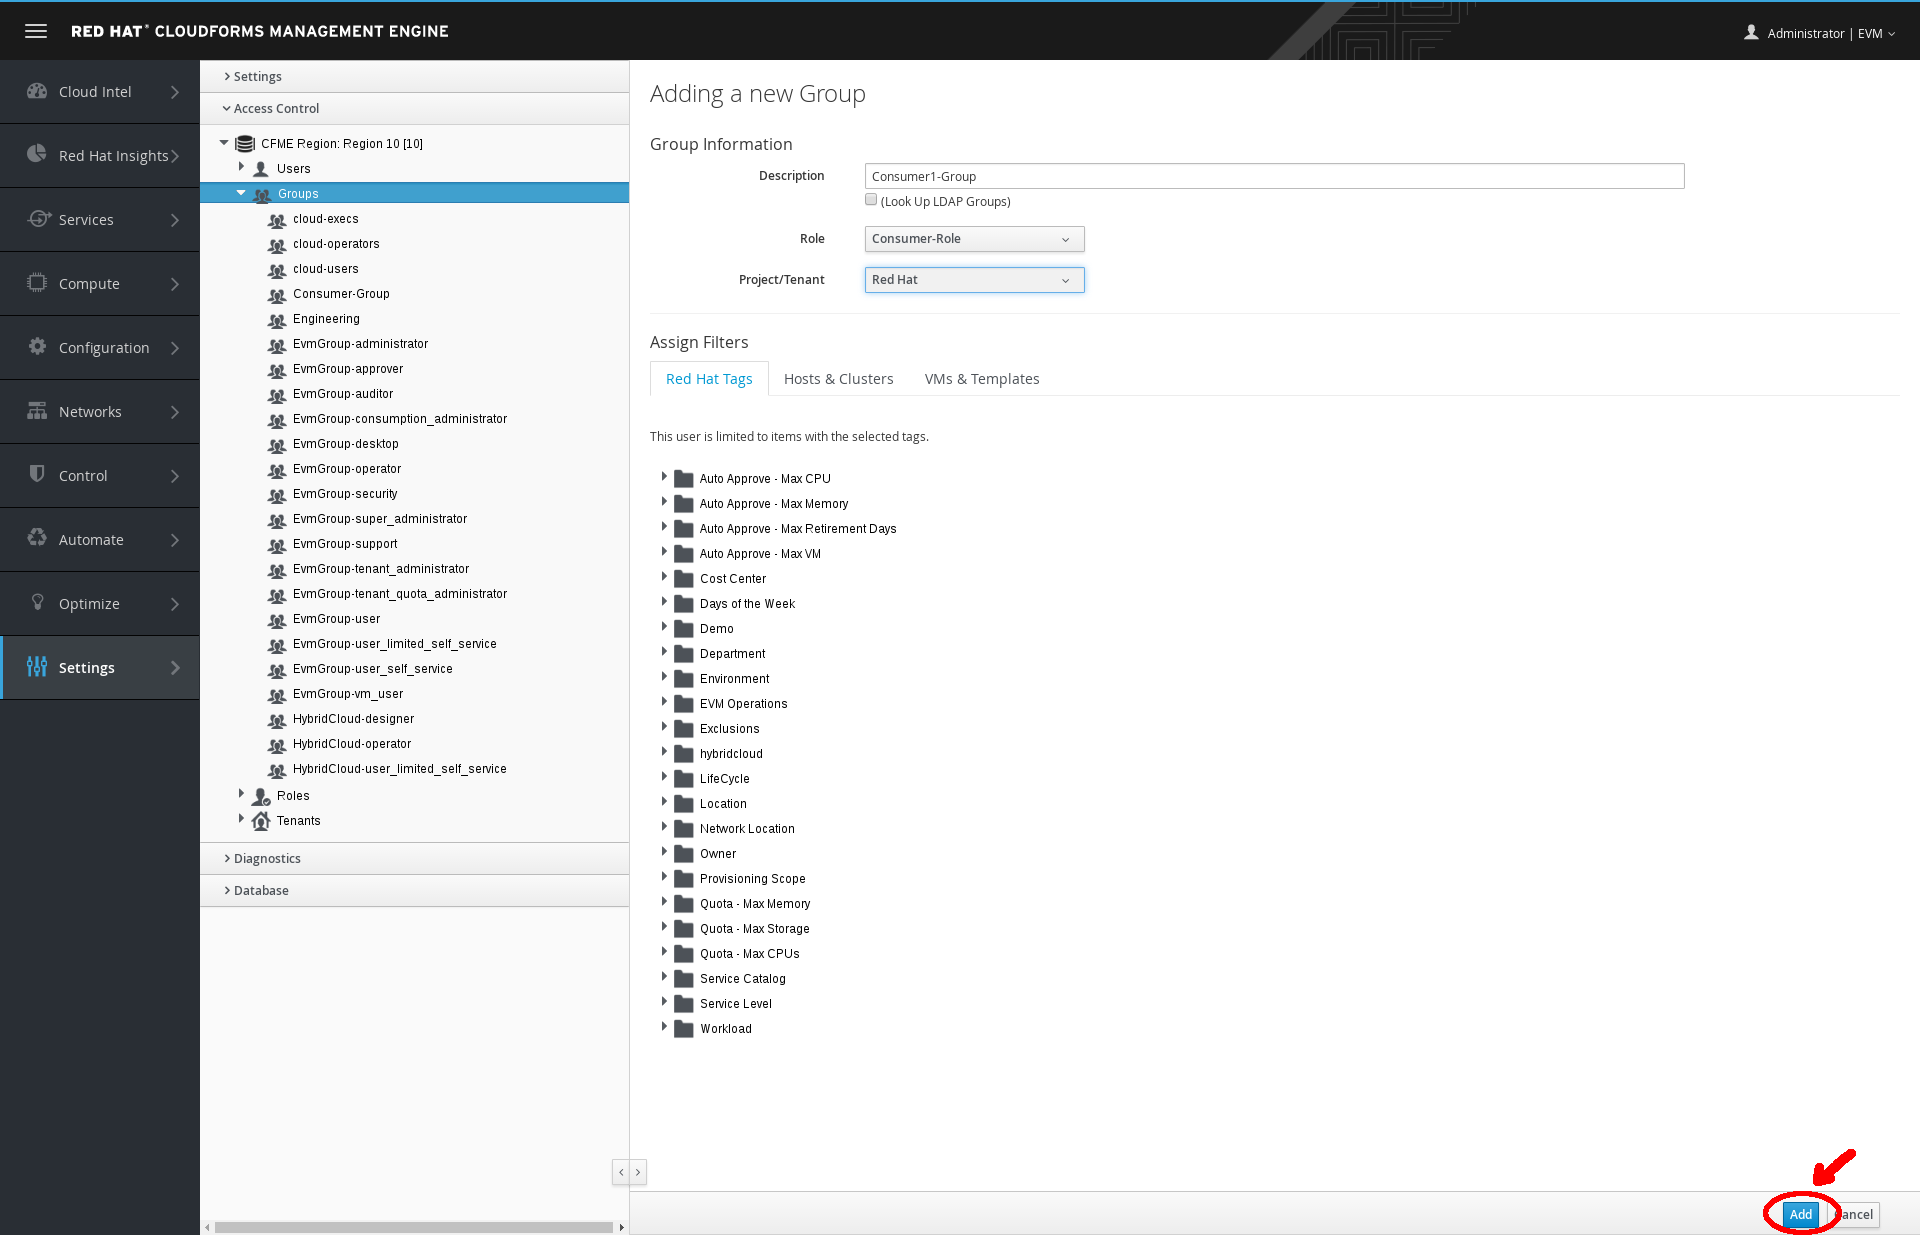 RED HAT® CLOUDFORMS MANAGEMENT ENGINE
Administrator | EVM
Cloud Intel
Red Hat Insights
Services
Compute
Configuration
Networks
Control
Automate
Optimize
Settings
Settings
Access Control
CFME Region: Region 10 [10]
Users
Groups
cloud-execs
cloud-operators
cloud-users
Consumer-Group
Engineering
EvmGroup-administrator
EvmGroup-approver
EvmGroup-auditor
EvmGroup-consumption_administrator
EvmGroup-desktop
EvmGroup-operator
EvmGroup-security
EvmGroup-super_administrator
EvmGroup-support
EvmGroup-tenant_administrator
EvmGroup-tenant_quota_administrator
EvmGroup-user
EvmGroup-user_limited_self_service
EvmGroup-user_self_service
EvmGroup-vm_user
HybridCloud-designer
HybridCloud-operator
HybridCloud-user_limited_self_service
Roles
Tenants
Diagnostics
Database
Adding a new Group
Group Information
Description Consumer1-Group
(Look Up LDAP Groups)
Role Consumer-Role
Project/Tenant Red Hat
Assign Filters
Red Hat Tags Hosts & Clusters VMs & Templates
This user is limited to items with the selected tags.
Auto Approve - Max CPU
Auto Approve - Max Memory
Auto Approve - Max Retirement Days
Auto Approve - Max VM
Cost Center
Days of the Week
Demo
Department
Environment
EVM Operations
Exclusions
hybridcloud
LifeCycle
Location
Network Location
Owner
Provisioning Scope
Quota - Max Memory
Quota - Max Storage
Quota - Max CPUs
Service Catalog
Service Level
Workload
Add Cancel